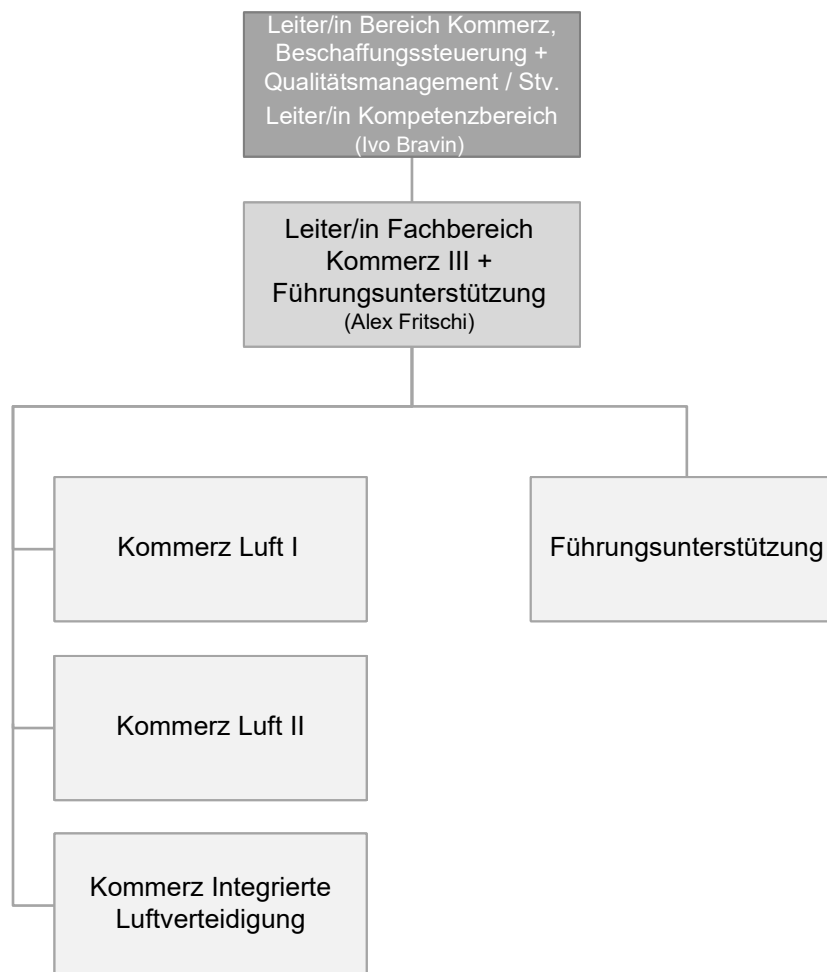 Leiter/in Bereich Kommerz,
Beschaffungssteuerung +
Qualitätsmanagement / Stv.
Leiter/in Kompetenzbereich
(Ivo Bravin)
Leiter/in Fachbereich
Kommerz III +
Führungsunterstützung
(Alex Fritschi)
Kommerz Luft I
Führungsunterstützung
Kommerz Luft II
Kommerz Integrierte
Luftverteidigung